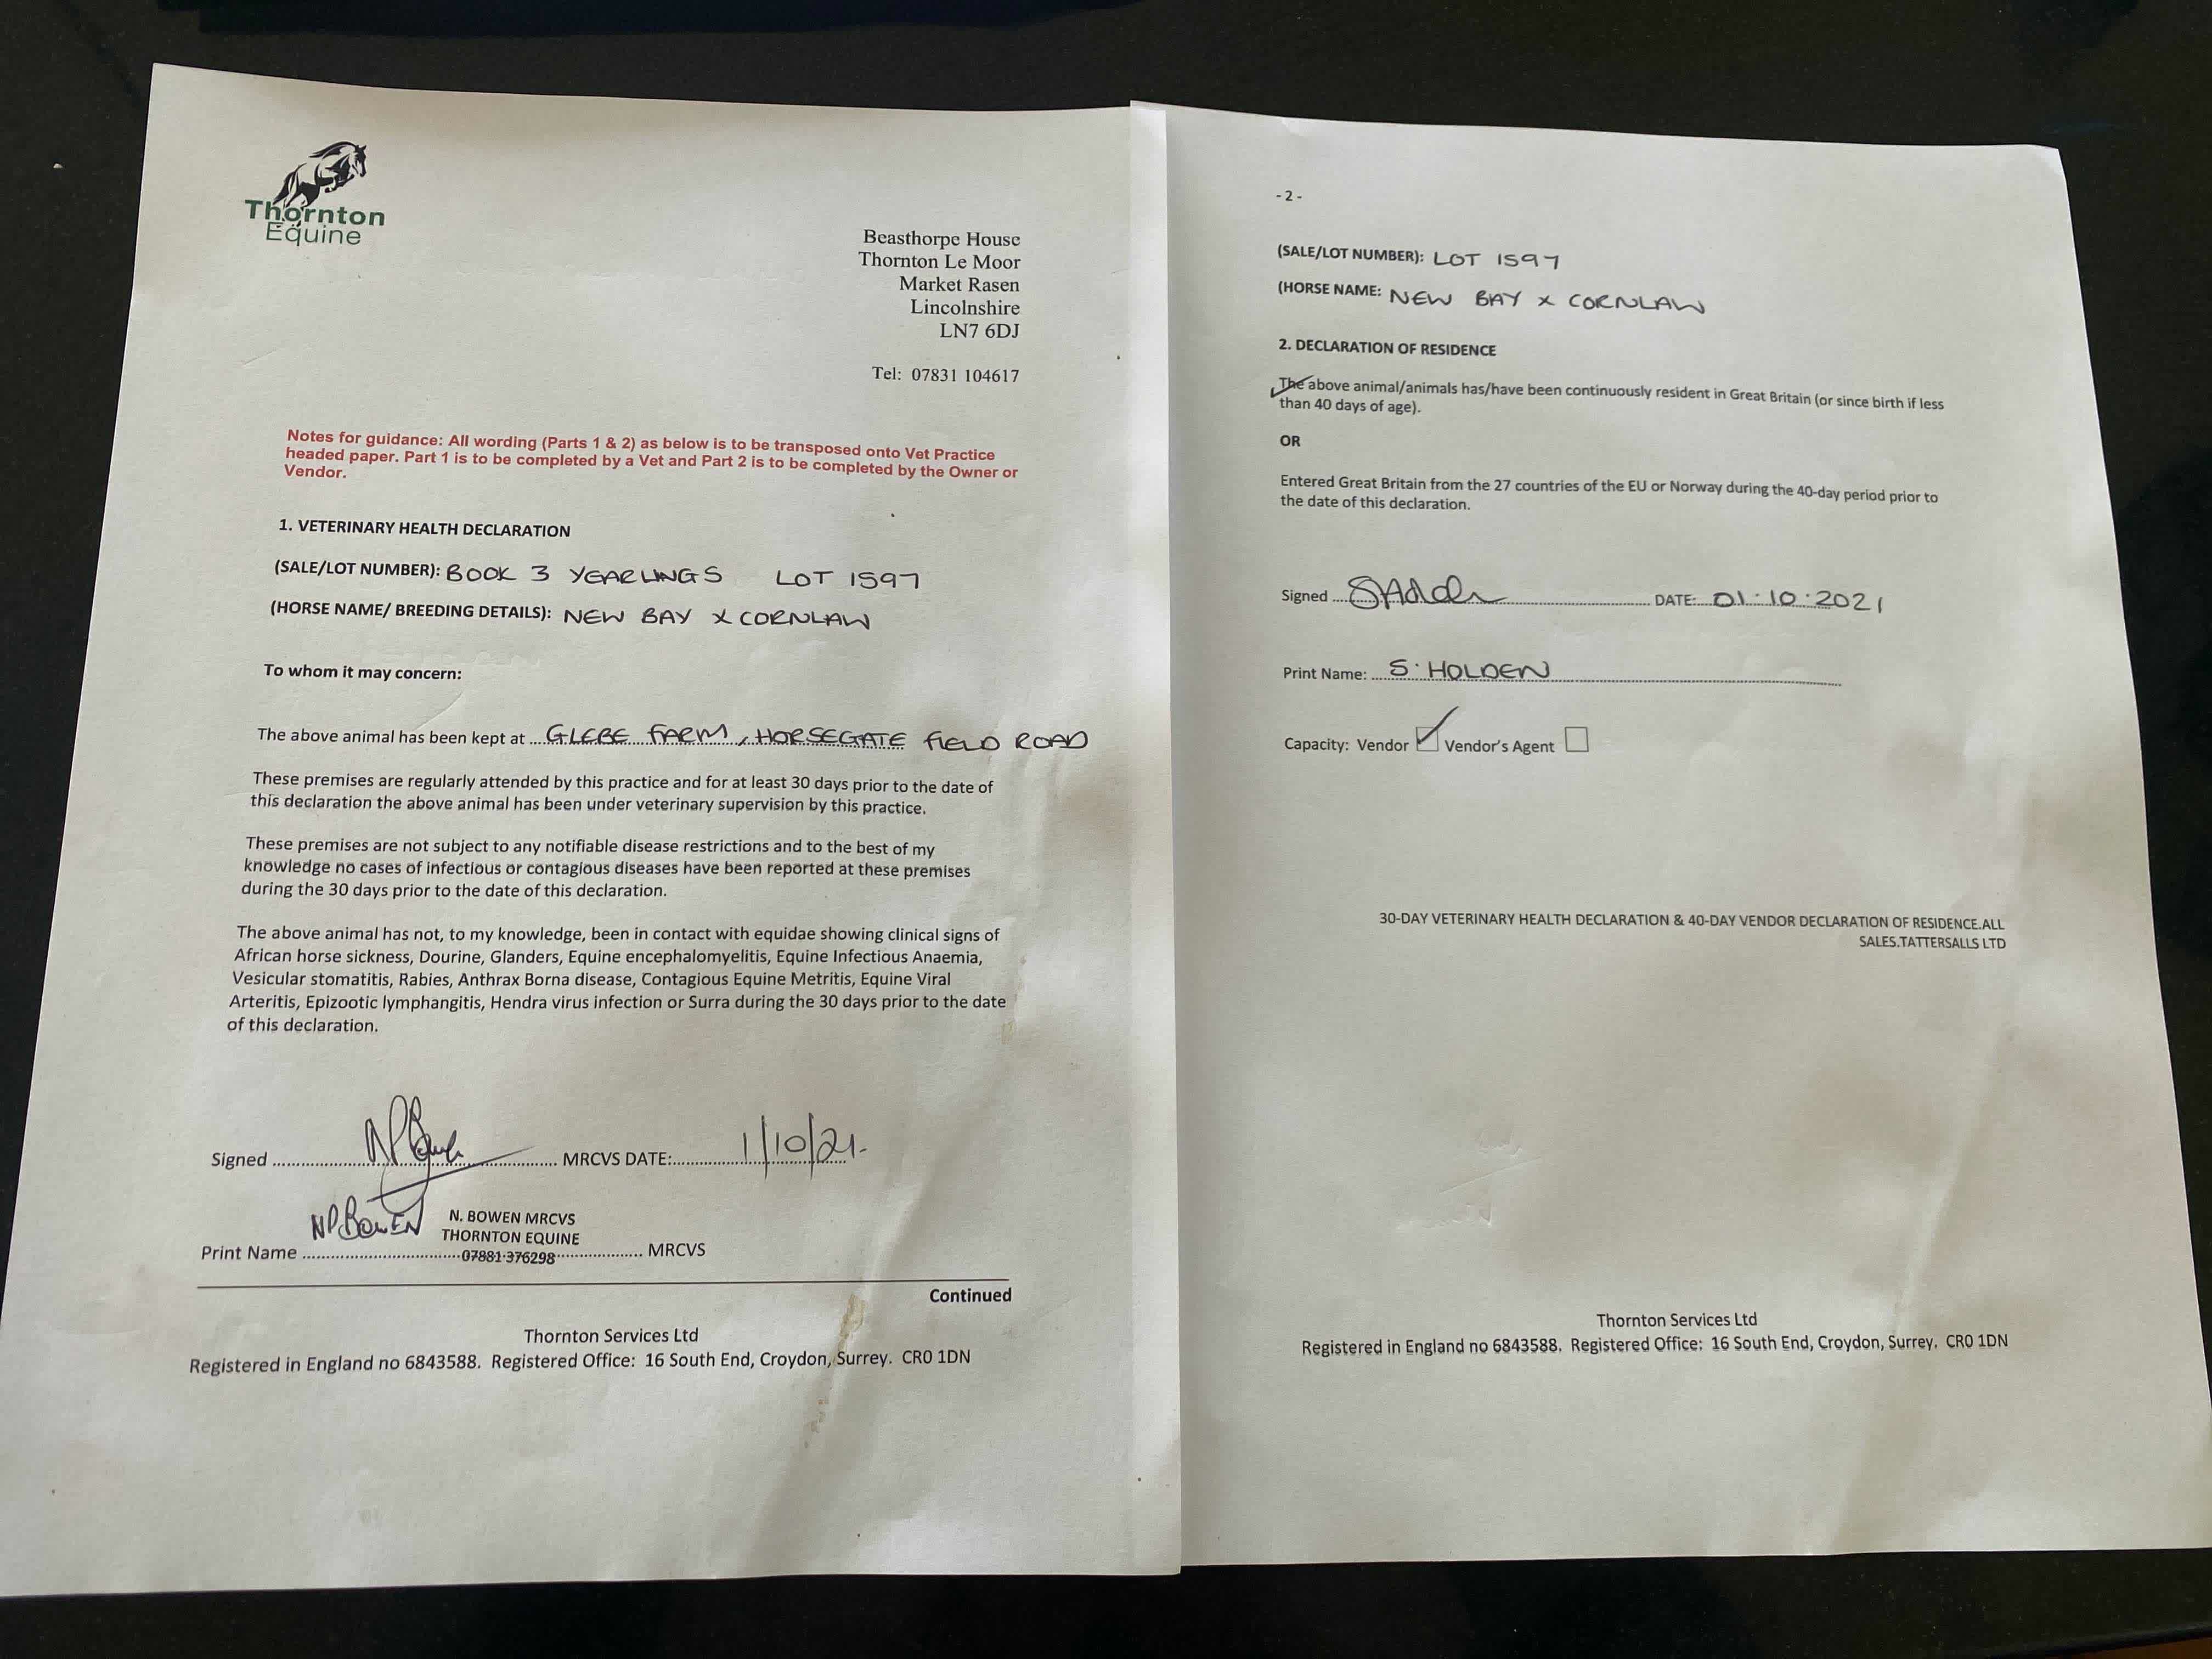 Thornton
Equine
Beasthorpe House
Thornton Le Moor
Market Rasen
Lincolnshire
LN7 6DJ
Tel: 07831 104617
Notes for guidance: All wording (Parts 1 & 2) as below is to be transposed onto Vet Practice
headed paper. Part 1 is to be completed by a Vet and Part 2 is to be completed by the Owner or
Vendor.
1. VETERINARY HEALTH DECLARATION
(SALE/LOT NUMBER): BOOK 3 YEARLINGS LOT 1597
(HORSE NAME/ BREEDING DETAILS): NEW BAY X CORNLAW
To whom it may concern:
The above animal has been kept at GLEBE FARM, HORSEGATE FIELD ROAD
These premises are regularly attended by this practice and for at least 30 days prior to the date of
this declaration the above animal has been under veterinary supervision by this practice.
These premises are not subject to any notifiable disease restrictions and to the best of my
knowledge no cases of infectious or contagious diseases have been reported at these premises
during the 30 days prior to the date of this declaration.
The above animal has not, to my knowledge, been in contact with equidae showing clinical signs of
African horse sickness, Dourine, Glanders, Equine encephalomyelitis, Equine Infectious Anaemia,
Vesicular stomatitis, Rabies, Anthrax Borna disease, Contagious Equine Metritis, Equine Viral
Arteritis, Epizootic lymphangitis, Hendra virus infection or Surra during the 30 days prior to the date
of this declaration.
Signed NPBowen MRCVS DATE: 1/10/21.
NPBOWEN N. BOWEN MRCVS
THORNTON EQUINE
Print Name 07881 376298 MRCVS
Continued
Thornton Services Ltd
Registered in England no 6843588. Registered Office: 16 South End, Croydon, Surrey. CR0 1DN
- 2 -
(SALE/LOT NUMBER): LOT 1597
(HORSE NAME: NEW BAY X CORNLAW
2. DECLARATION OF RESIDENCE
The above animal/animals has/have been continuously resident in Great Britain (or since birth if less
than 40 days of age).
OR
Entered Great Britain from the 27 countries of the EU or Norway during the 40-day period prior to
the date of this declaration.
Signed DATE: 01.10.2021
Print Name: S. HOLDEN
Capacity: Vendor Vendor's Agent
30-DAY VETERINARY HEALTH DECLARATION & 40-DAY VENDOR DECLARATION OF RESIDENCE.ALL
SALES.TATTERSALLS LTD
Thornton Services Ltd
Registered in England no 6843588. Registered Office: 16 South End, Croydon, Surrey. CR0 1DN